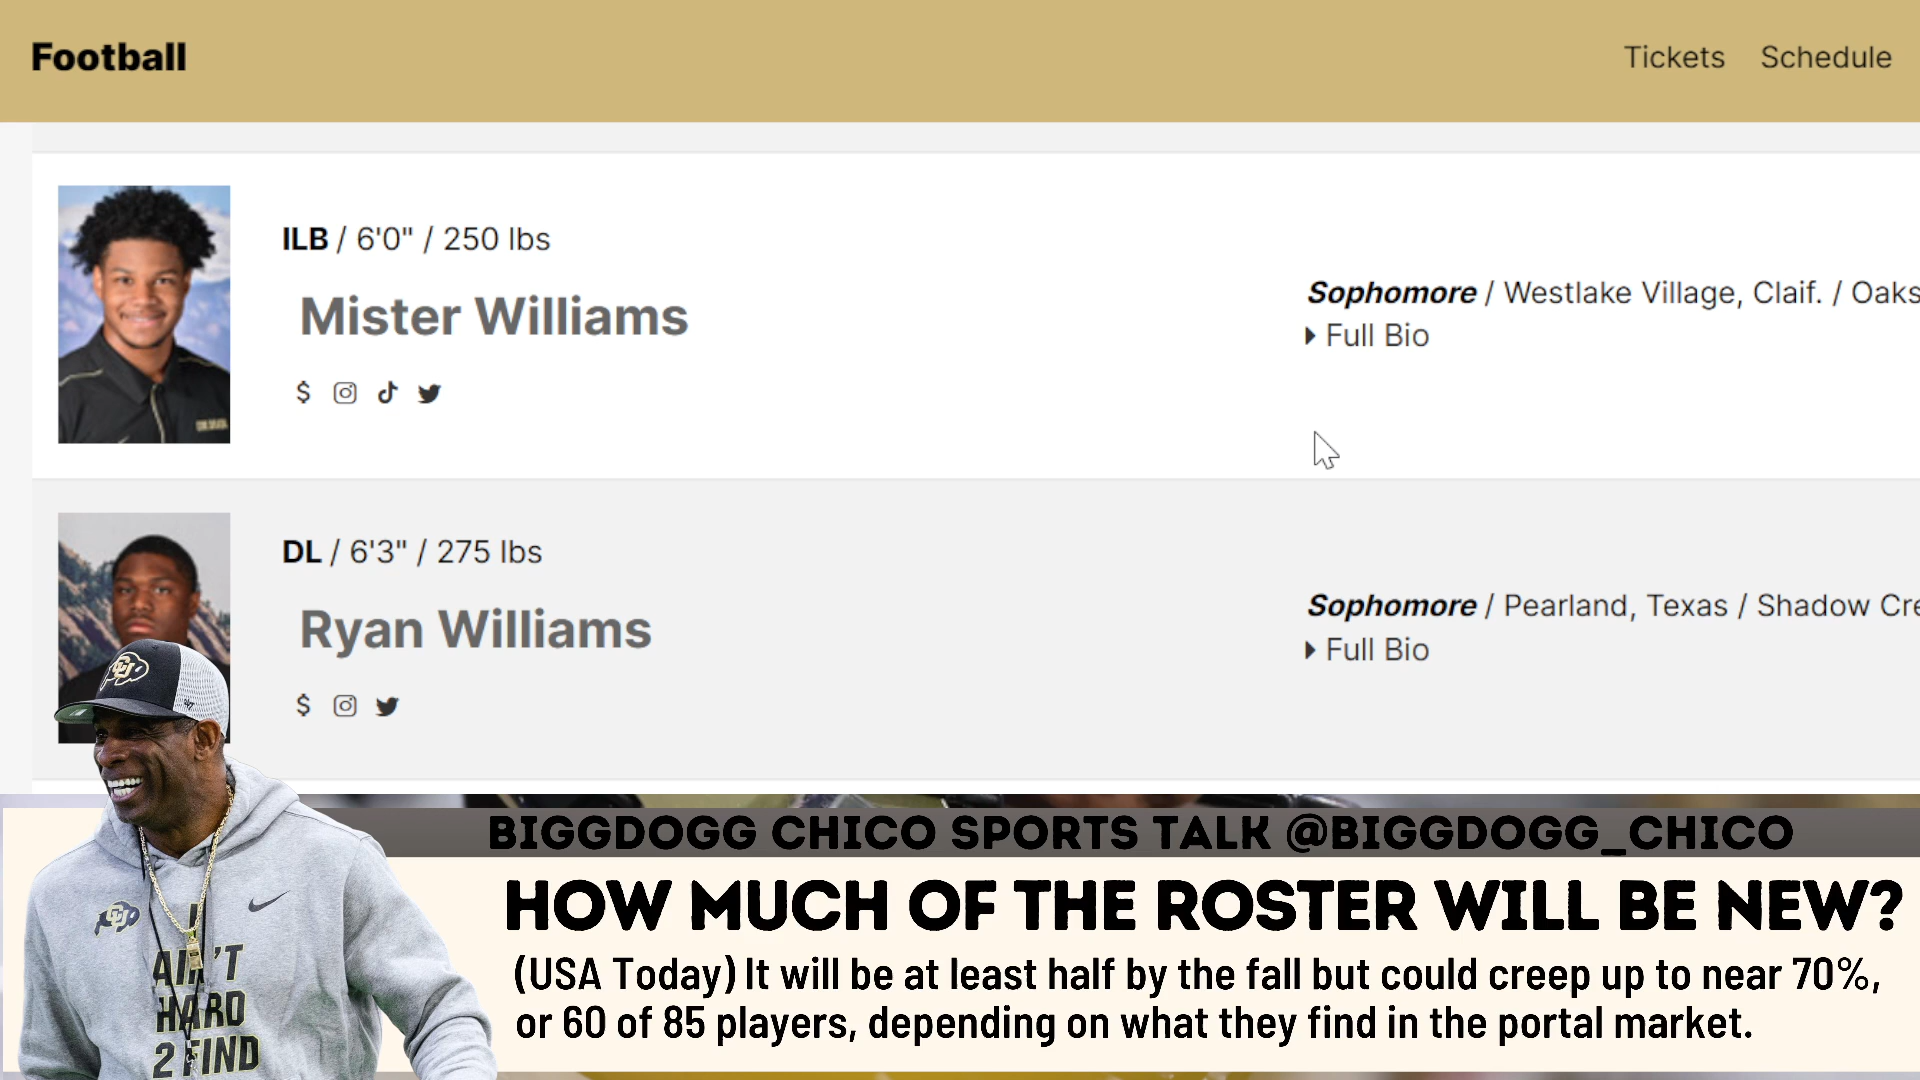 Football
Tickets Schedule
ILB / 6'0" / 250 lbs
Mister Williams
Sophomore / Westlake Village, Claif. / Oaks
Full Bio
$
DL / 6'3" / 275 lbs
Ryan Williams
Sophomore / Pearland, Texas / Shadow Cre
Full Bio
$
CU
'47
CU
I
AIN'T
HARD
2 FIND
BIGGDOGG CHICO SPORTS TALK @BIGGDOGG_CHICO
HOW MUCH OF THE ROSTER WILL BE NEW?
(USA Today) It will be at least half by the fall but could creep up to near 70%,
or 60 of 85 players, depending on what they find in the portal market.